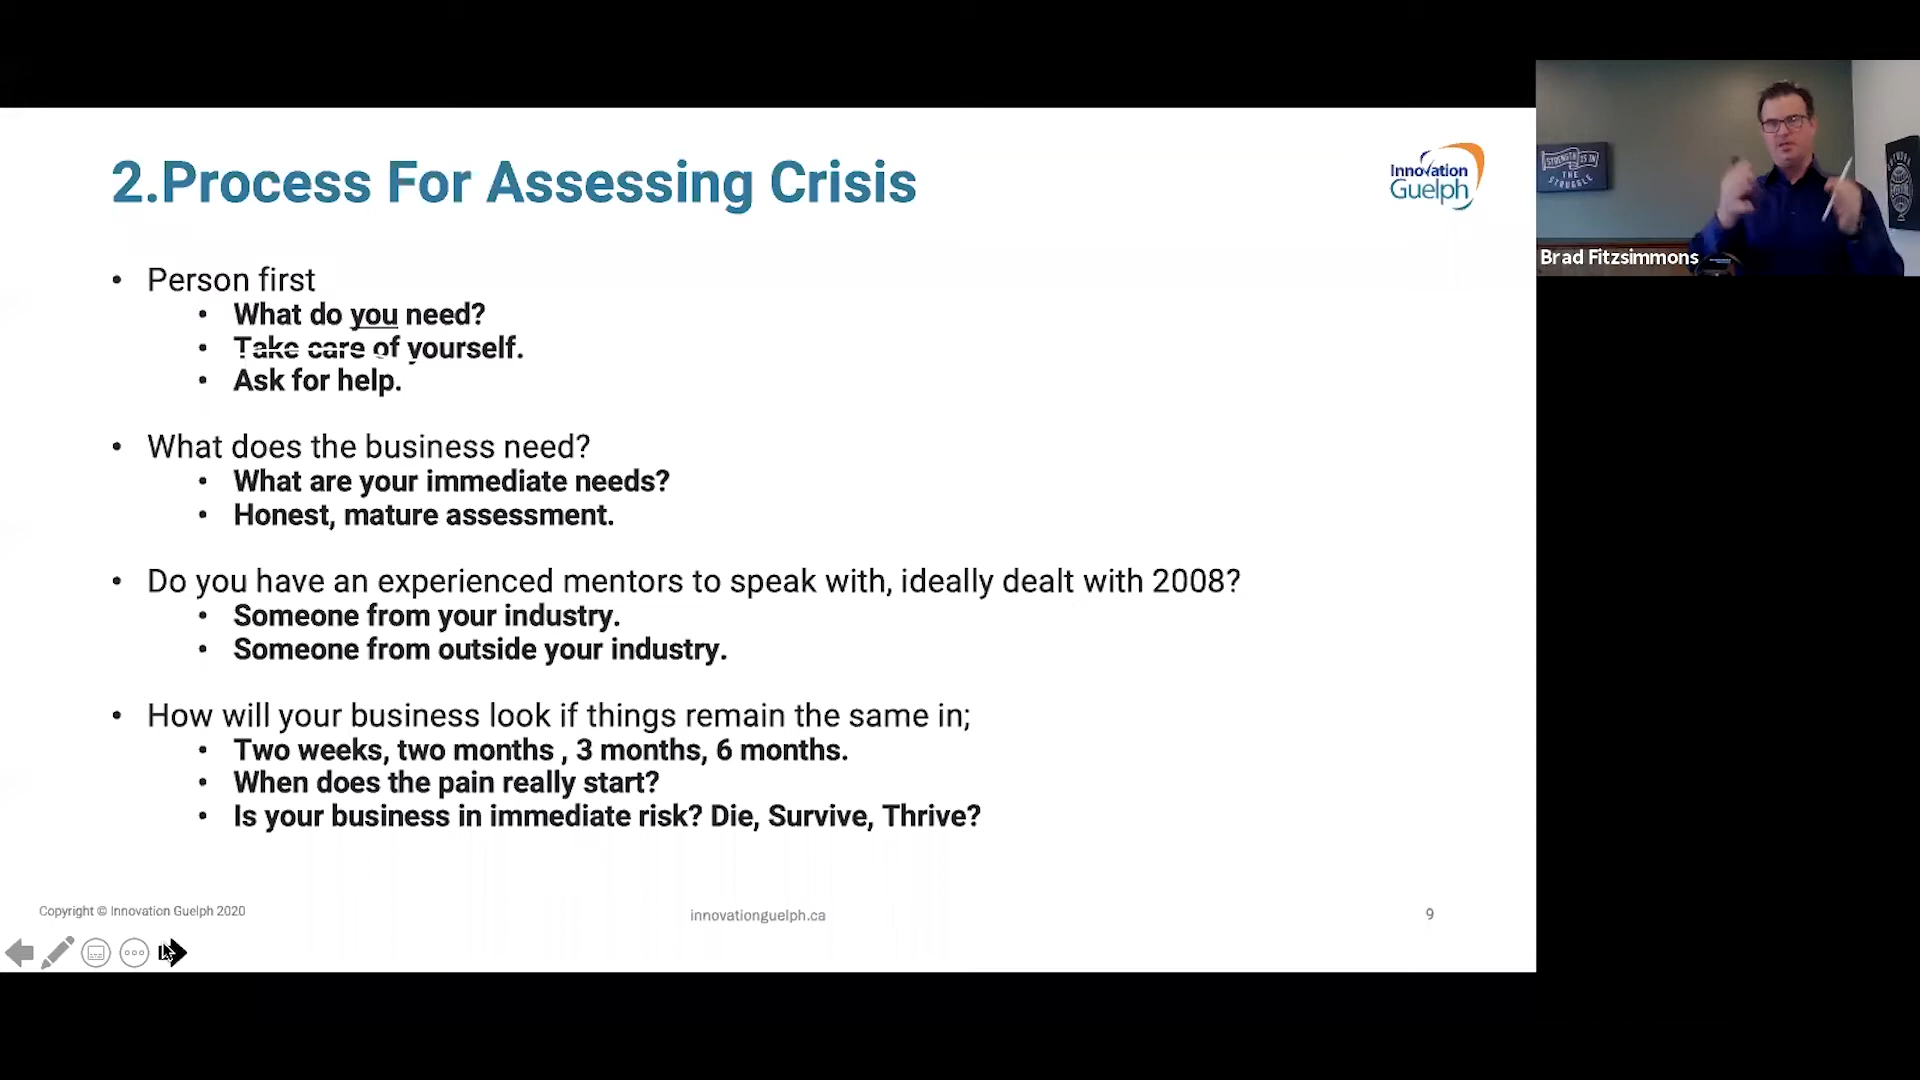 2.Process For Assessing Crisis
Innovation
Guelph
• Person first
• What do you need?
• Take care of yourself.
• Ask for help.
• What does the business need?
• What are your immediate needs?
• Honest, mature assessment.
• Do you have an experienced mentors to speak with, ideally dealt with 2008?
• Someone from your industry.
• Someone from outside your industry.
• How will your business look if things remain the same in;
• Two weeks, two months , 3 months, 6 months.
• When does the pain really start?
• Is your business in immediate risk? Die, Survive, Thrive?
Copyright © Innovation Guelph 2020
innovationguelph.ca
9
STRENGTH IS IN
THE
STRUGGLE
Brad Fitzsimmons